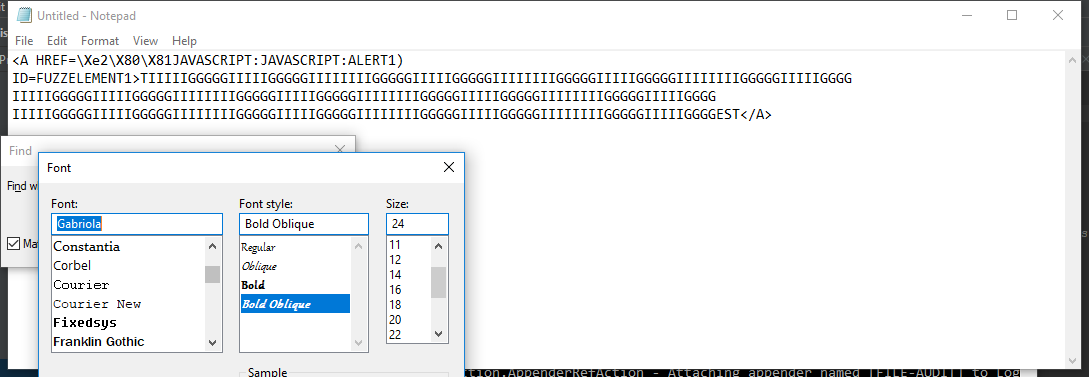 Untitled - Notepad
File Edit Format View Help
<A HREF=\Xe2\X80\X81JAVASCRIPT:JAVASCRIPT:ALERT1)
ID=FUZZELEMENT1>TIIIIIGGGGGIIIIIGGGGGIIIIIIIIGGGGGIIIIIGGGGGIIIIIIIIGGGGGIIIIIGGGGGIIIIIIIIGGGGGIIIIIGGGG
IIIIIGGGGGIIIIIGGGGGIIIIIIIIGGGGGIIIIIGGGGGIIIIIIIIGGGGGIIIIIGGGGGIIIIIIIIGGGGGIIIIIGGGG
IIIIIGGGGGIIIIIGGGGGIIIIIIIIGGGGGIIIIIGGGGGIIIIIIIIGGGGGIIIIIGGGGGIIIIIIIIGGGGGIIIIIGGGGEST</A>
Find
Find w
Ma
Font
Font: Font style: Size:
Gabriola Bold Oblique 24
Constantia Regular 11
Corbel Oblique 12
Courier Bold 14
Courier New Bold Oblique 16
Fixedsys 18
Franklin Gothic 20
22
Sample
ction.AppenderRefAction - Attaching appender named [FILE-AUDIT] to Log